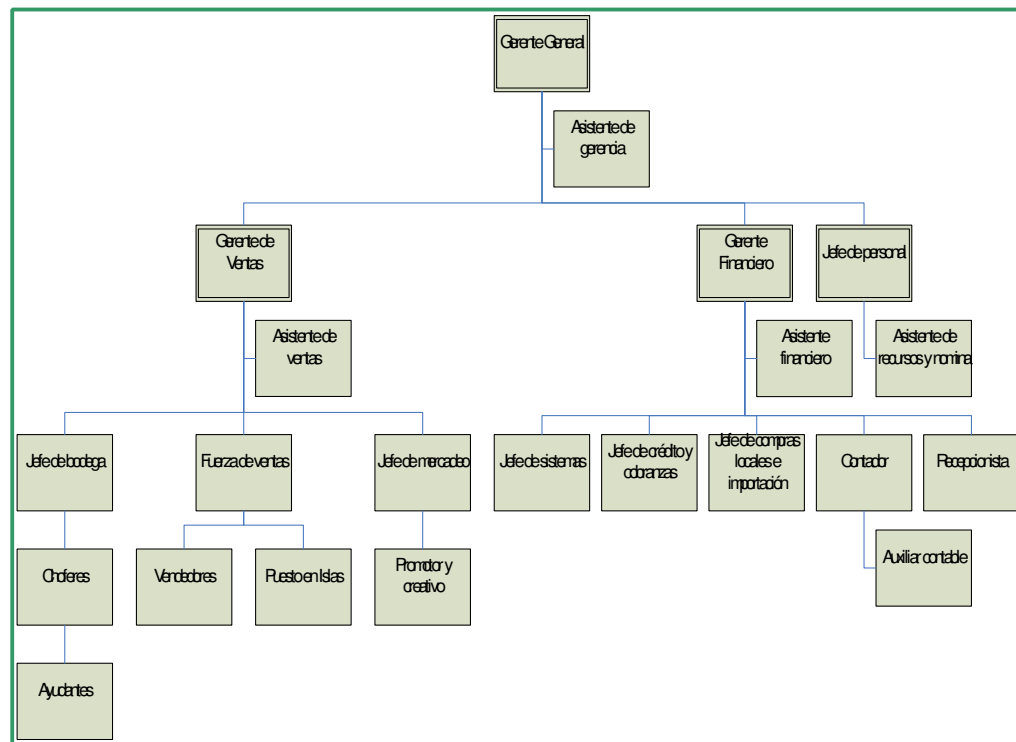 Gerente General
Asistente de
gerencia
Gerente de
Ventas
Gerente
Financiero
Jefe de personal
Asistente de
ventas
Asistente
financiero
Asistente de
recursos y nomina
Jefe de bodega
Fuerza de ventas
Jefe de mercadeo
Jefe de sistemas
Jefe de crédito y
cobranzas
Jefe de compras
locales e
importación
Contador
Recepcionista
Choferes
Vendedores
Puesto en Islas
Promotor y
creativo
Auxiliar contable
Ayudantes